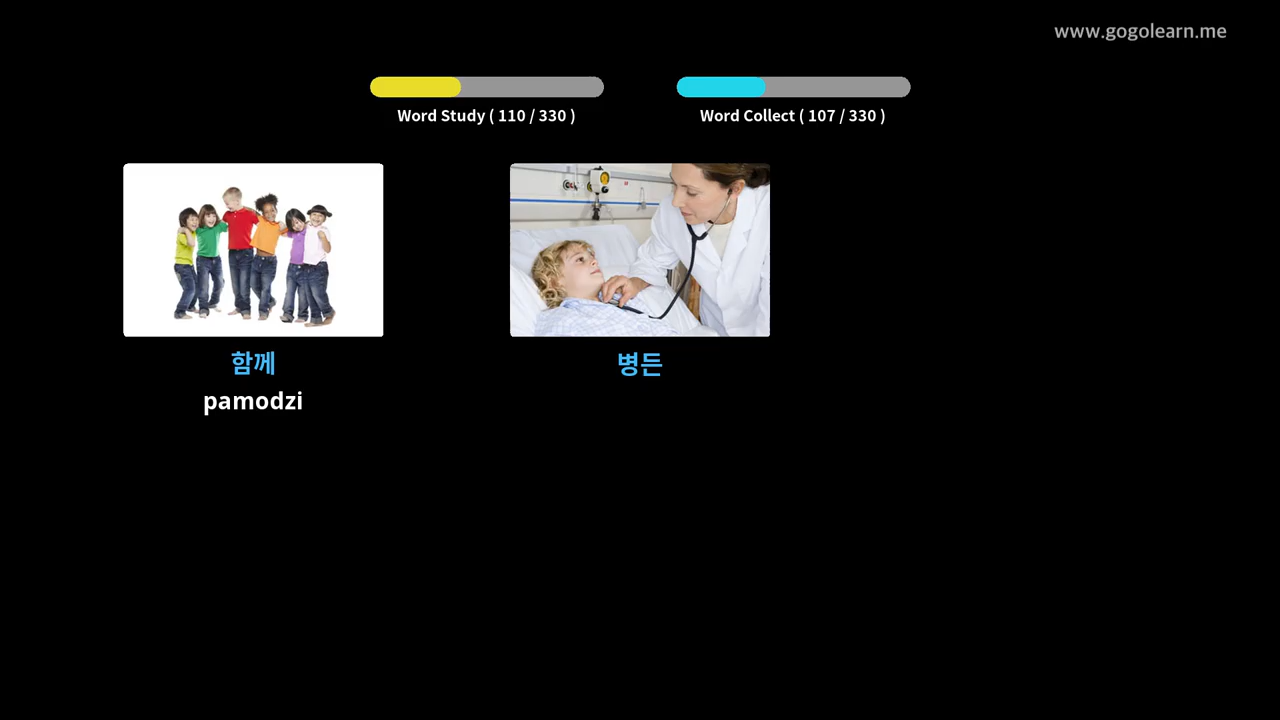 www.gogolearn.me
Word Study ( 110 / 330 )
Word Collect ( 107 / 330 )
함께
pamodzi
병든